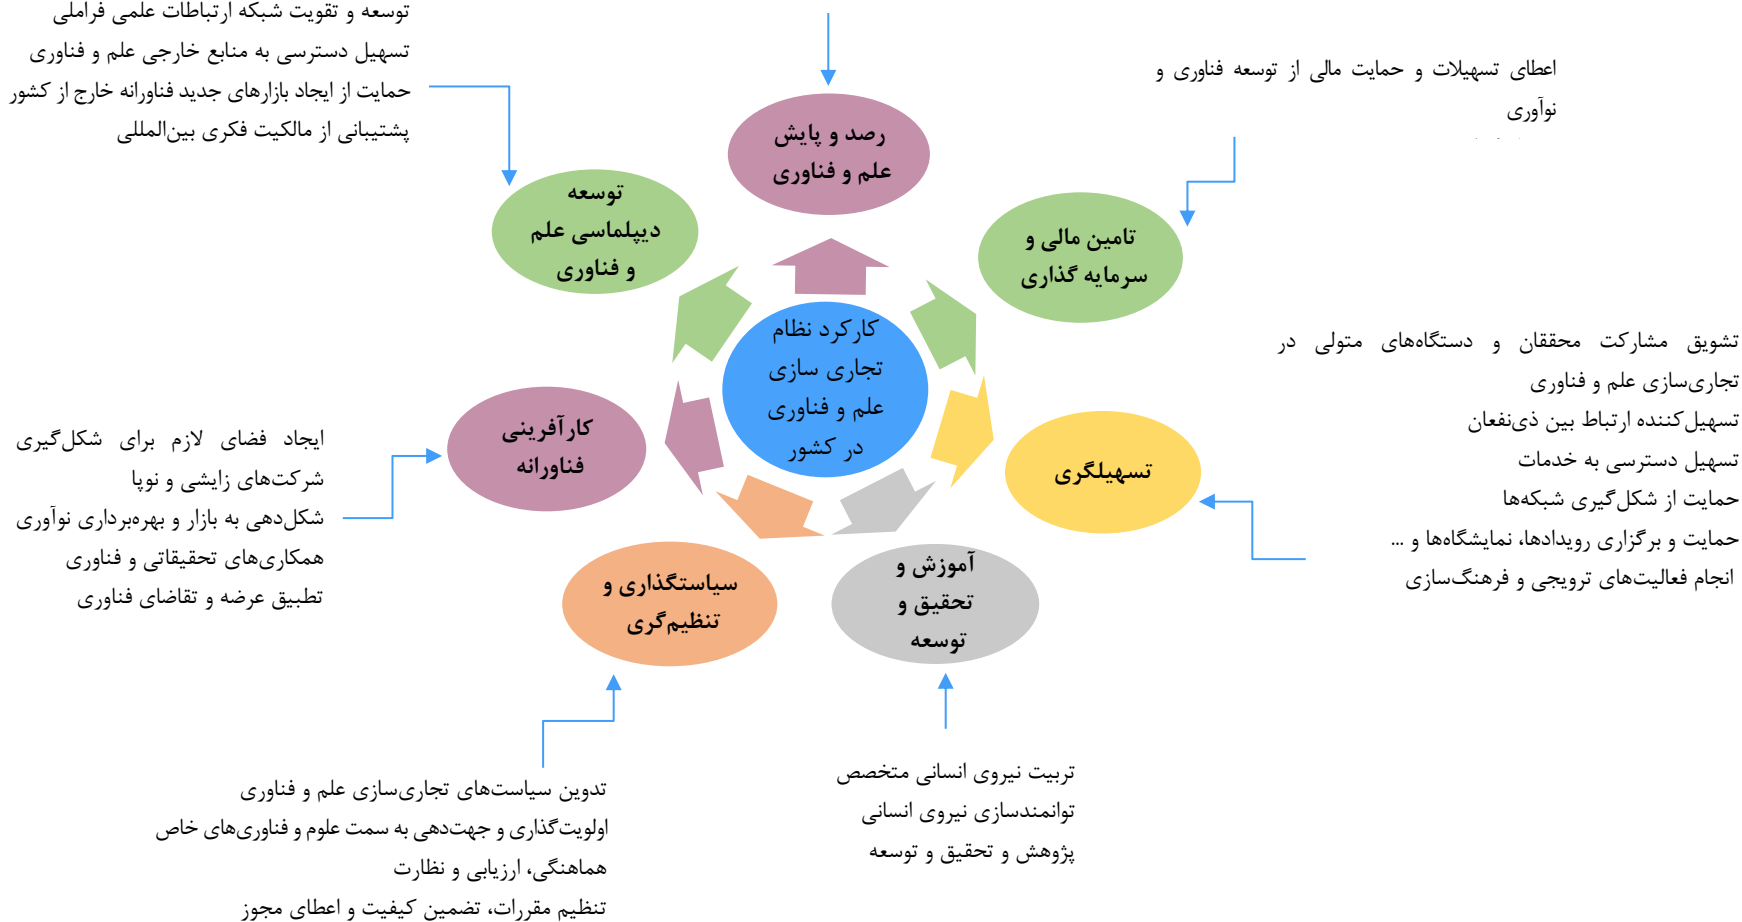 توسعه و تقویت شبکه ارتباطات علمی فراملی
تسهیل دسترسی به منابع خارجی علم و فناوری
حمایت از ایجاد بازارهای جدید فناورانه خارج از کشور
پشتیبانی از مالکیت فکری بین‌المللی
اعطای تسهیلات و حمایت مالی از توسعه فناوری و
نوآوری
رصد و پایش
علم و فناوری
توسعه
دیپلماسی علم
و فناوری
تامین مالی و
سرمایه گذاری
کارکرد نظام
تجاری سازی
علم و فناوری
در کشور
تشویق مشارکت محققان و دستگاه‌های متولی در
تجاری‌سازی علم و فناوری
تسهیل‌کننده ارتباط بین ذی‌نفعان
تسهیل دسترسی به خدمات
حمایت از شکل‌گیری شبکه‌ها
حمایت و برگزاری رویدادها، نمایشگاه‌ها و ...
انجام فعالیت‌های ترویجی و فرهنگ‌سازی
تسهیلگری
کارآفرینی
فناورانه
ایجاد فضای لازم برای شکل‌گیری
شرکت‌های زایشی و نوپا
شکل‌دهی به بازار و بهره‌برداری نوآوری
همکاری‌های تحقیقاتی و فناوری
تطبیق عرضه و تقاضای فناوری
آموزش و
تحقیق و
توسعه
سیاستگذاری و
تنظیم‌گری
تربیت نیروی انسانی متخصص
توانمندسازی نیروی انسانی
پژوهش و تحقیق و توسعه
تدوین سیاست‌های تجاری‌سازی علم و فناوری
اولویت‌گذاری و جهت‌دهی به سمت علوم و فناوری‌های خاص
هماهنگی، ارزیابی و نظارت
تنظیم مقررات، تضمین کیفیت و اعطای مجوز